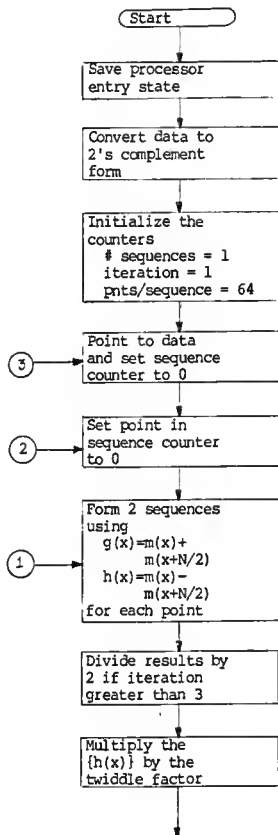 Start
Save processor
entry state
Convert data to
2's complement
form
Initialize the
counters
# sequences = 1
iteration = 1
pnts/sequence = 64
3
Point to data
and set sequence
counter to 0
2
Set point in
sequence counter
to 0
1
Form 2 sequences
using
g(x)=m(x)+
m(x+N/2)
h(x)=m(x)-
m(x+N/2)
for each point
Divide results by
2 if iteration
greater than 3
Multiply the
{h(x)} by the
twiddle factor